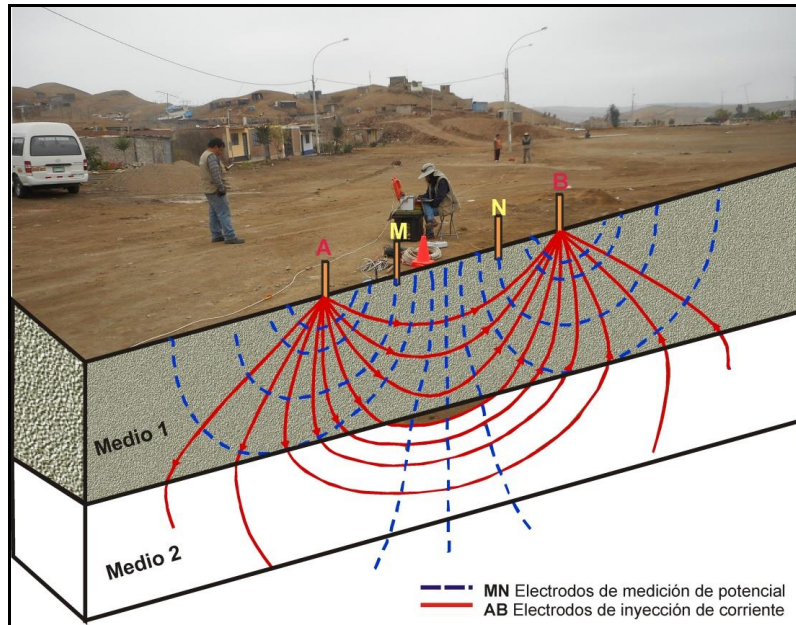 A
M
N
B
Medio 1
Medio 2
MN Electrodos de medición de potencial
AB Electrodos de inyección de corriente